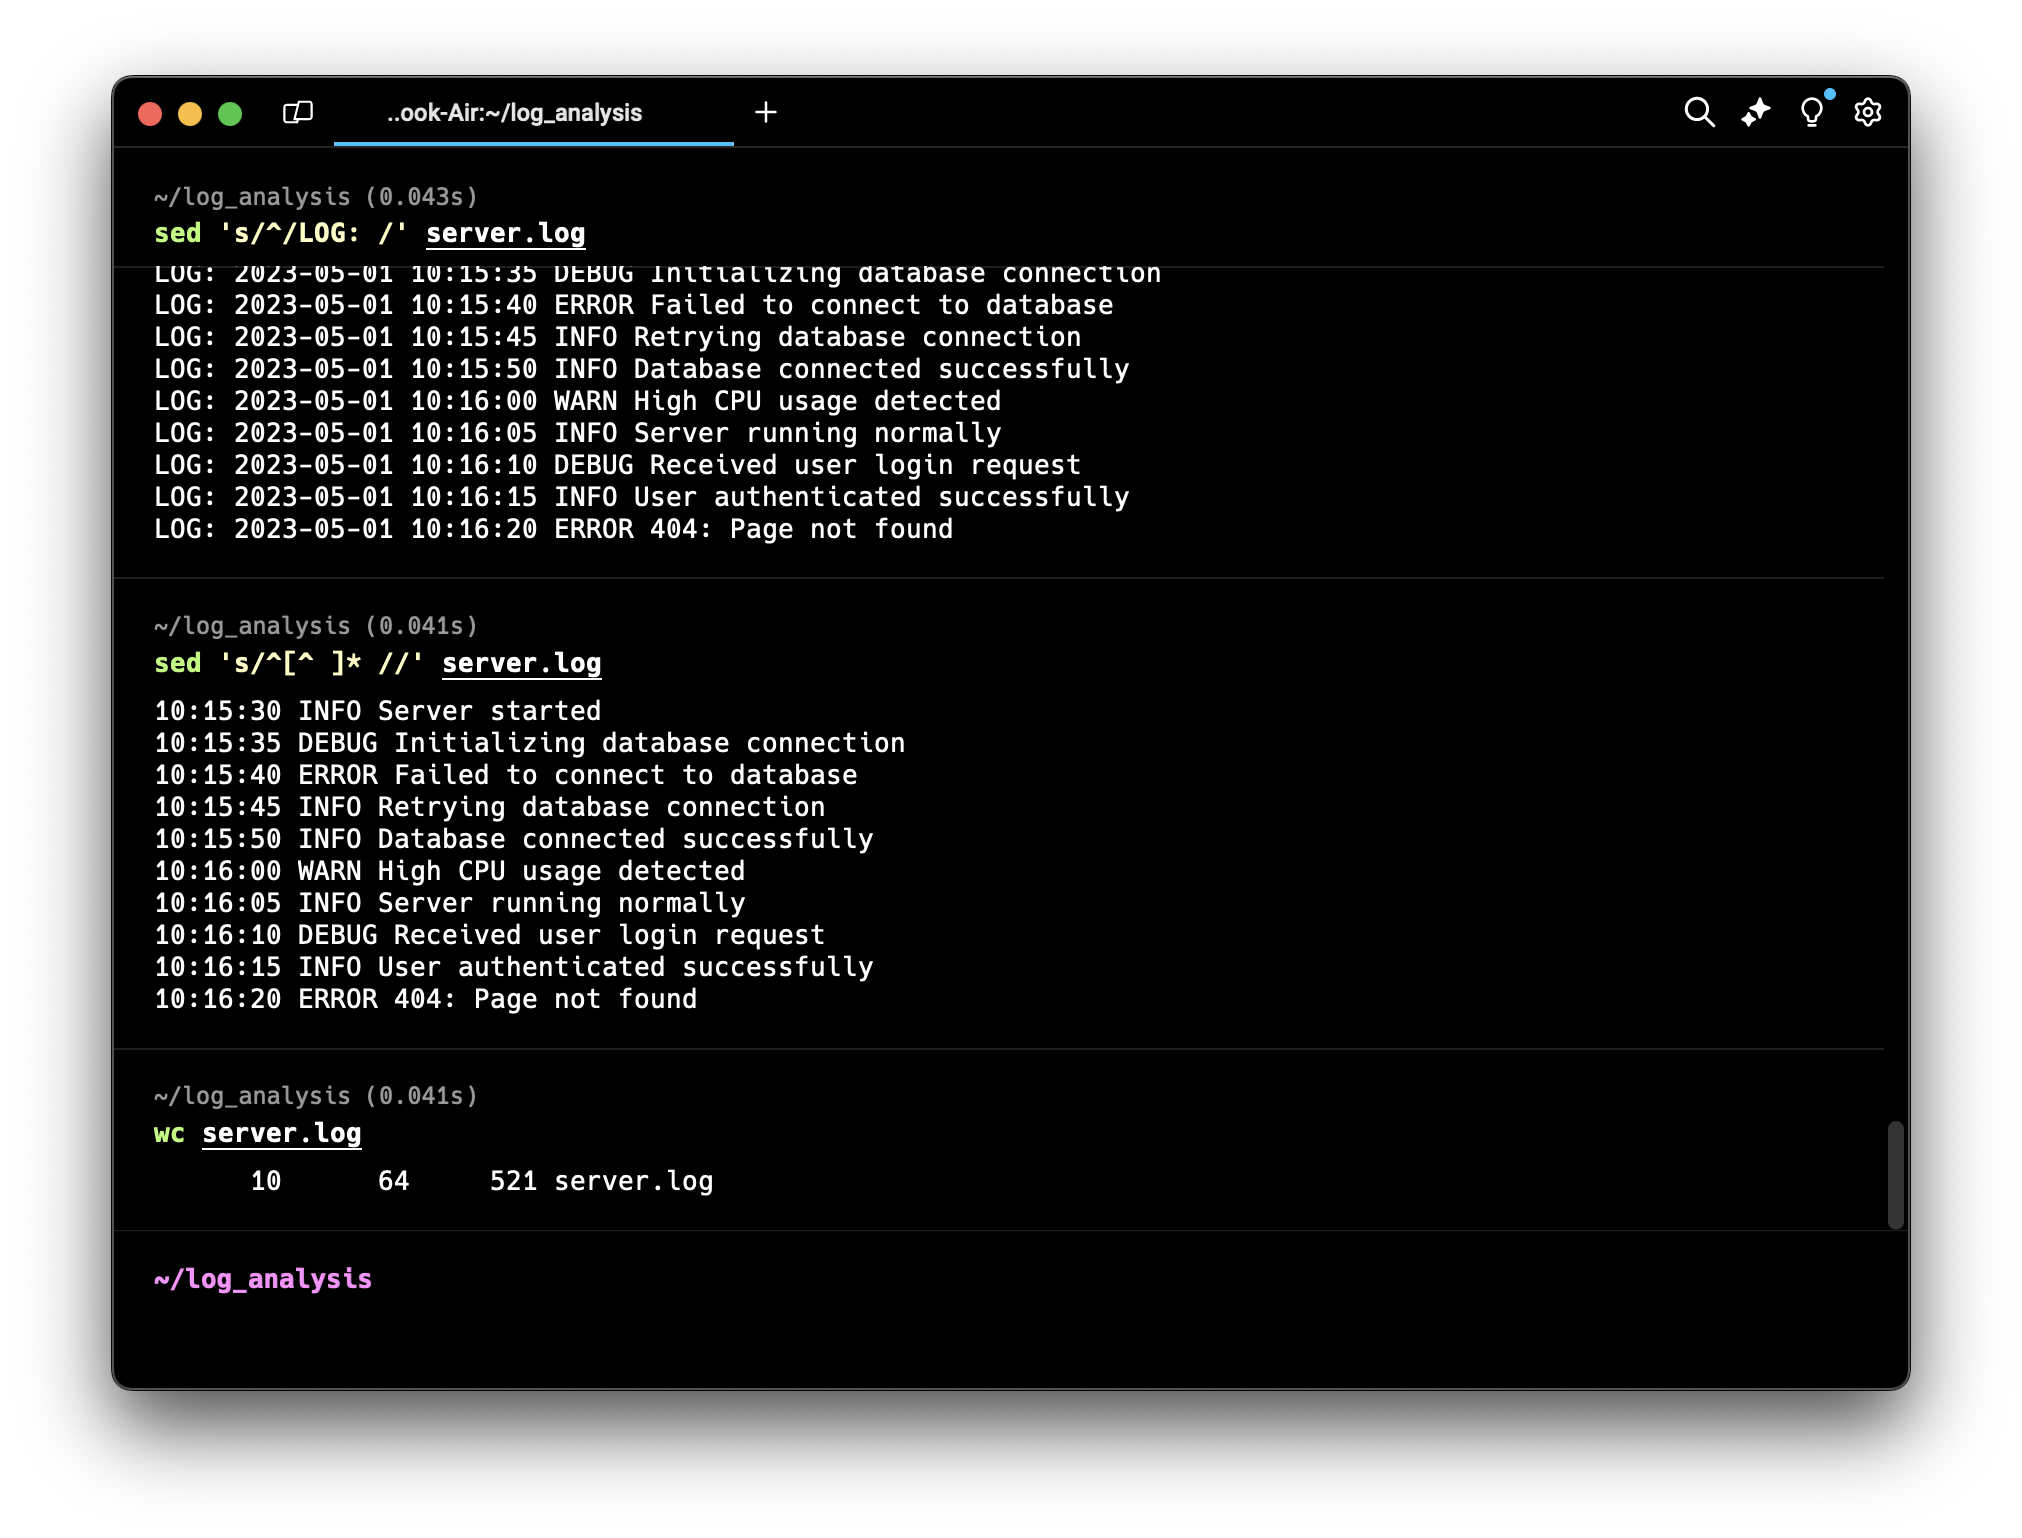 ..ook-Air:~/log_analysis
~/log_analysis (0.043s)
sed 's/^/LOG: /' server.log
LOG: 2023-05-01 10:15:35 DEBUG Initializing database connection
LOG: 2023-05-01 10:15:40 ERROR Failed to connect to database
LOG: 2023-05-01 10:15:45 INFO Retrying database connection
LOG: 2023-05-01 10:15:50 INFO Database connected successfully
LOG: 2023-05-01 10:16:00 WARN High CPU usage detected
LOG: 2023-05-01 10:16:05 INFO Server running normally
LOG: 2023-05-01 10:16:10 DEBUG Received user login request
LOG: 2023-05-01 10:16:15 INFO User authenticated successfully
LOG: 2023-05-01 10:16:20 ERROR 404: Page not found
~/log_analysis (0.041s)
sed 's/^[^ ]* //' server.log
10:15:30 INFO Server started
10:15:35 DEBUG Initializing database connection
10:15:40 ERROR Failed to connect to database
10:15:45 INFO Retrying database connection
10:15:50 INFO Database connected successfully
10:16:00 WARN High CPU usage detected
10:16:05 INFO Server running normally
10:16:10 DEBUG Received user login request
10:16:15 INFO User authenticated successfully
10:16:20 ERROR 404: Page not found
~/log_analysis (0.041s)
wc server.log
      10      64     521 server.log
~/log_analysis